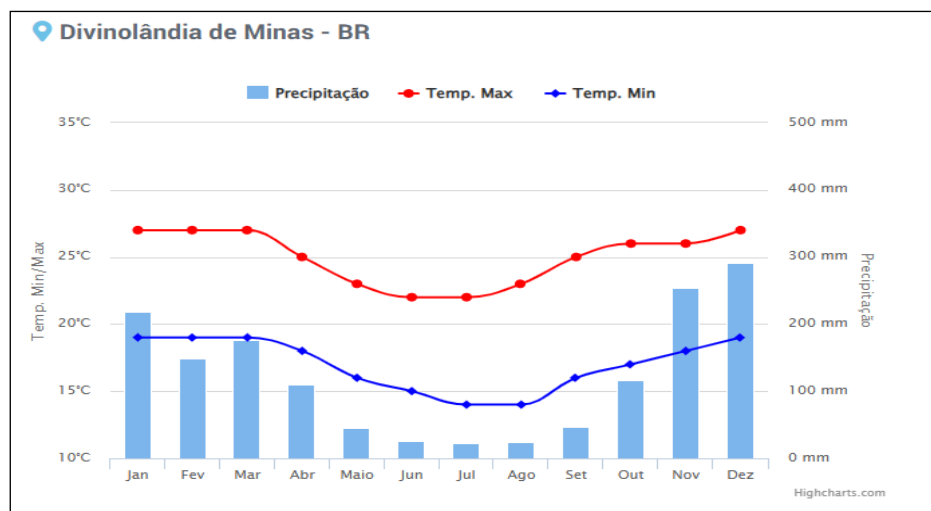 Divinolândia de Minas - BR
Precipitação Temp. Max Temp. Min
35°C 500 mm
30°C 400 mm
25°C 300 mm
20°C 200 mm
15°C 100 mm
10°C 0 mm
Temp. Min/Max
Precipitação
Jan Fev Mar Abr Maio Jun Jul Ago Set Out Nov Dez
Highcharts.com